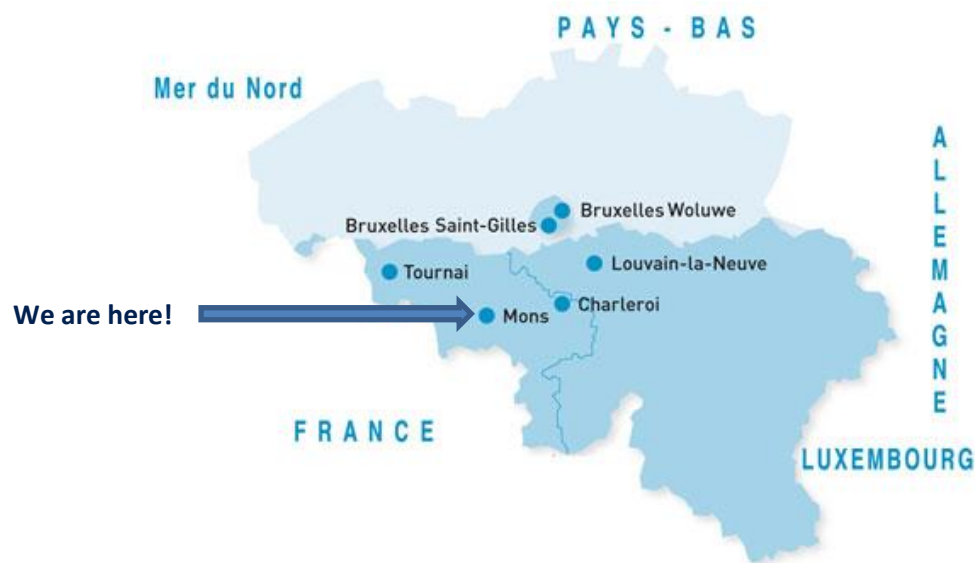 PAYS - BAS
Mer du Nord
ALLEMAGNE
Bruxelles Woluwe
Bruxelles Saint-Gilles
Tournai
Louvain-la-Neuve
We are here!
Mons
Charleroi
FRANCE
LUXEMBOURG